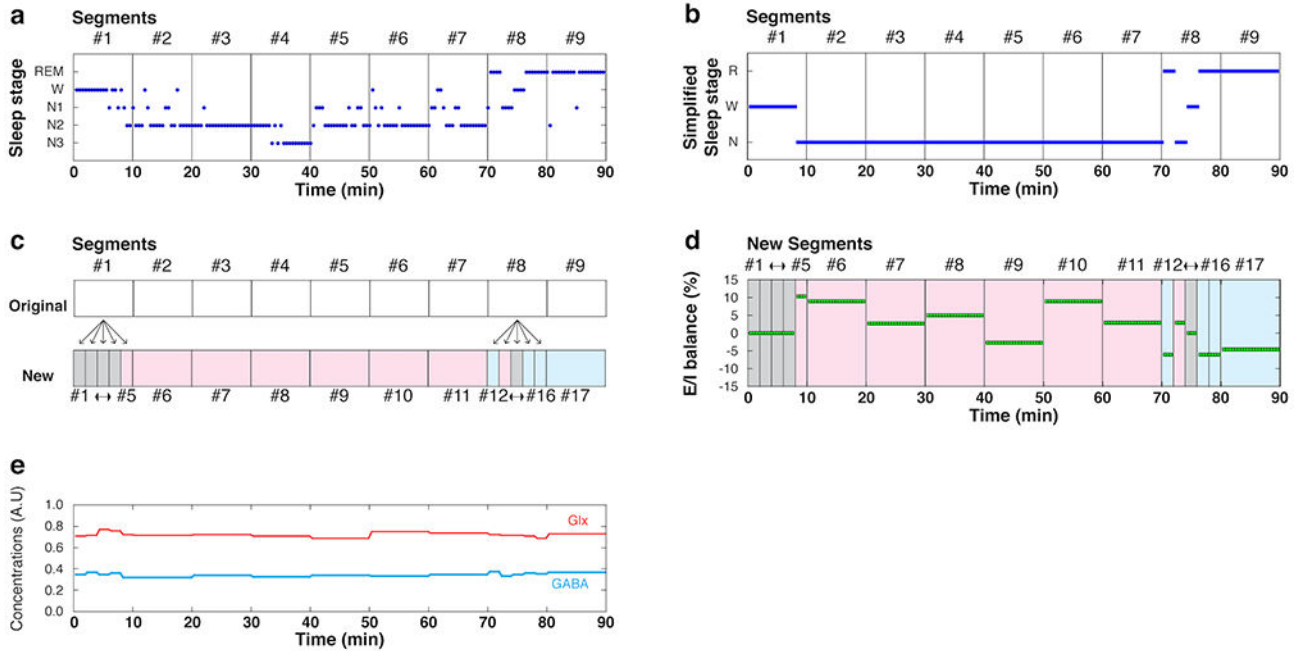 a
Segments
#1 #2 #3 #4 #5 #6 #7 #8 #9
Sleep stage
REM
W
N1
N2
N3
0 10 20 30 40 50 60 70 80 90
Time (min)
b
Segments
#1 #2 #3 #4 #5 #6 #7 #8 #9
Simplified
Sleep stage
R
W
N
0 10 20 30 40 50 60 70 80 90
Time (min)
c
Segments
#1 #2 #3 #4 #5 #6 #7 #8 #9
Original
New
#1 ↔ #5 #6 #7 #8 #9 #10 #11 #12 ↔ #16 #17
d
New Segments
#1 ↔ #5 #6 #7 #8 #9 #10 #11 #12 ↔ #16 #17
E/I balance (%)
15
10
5
0
-5
-10
-15
0 10 20 30 40 50 60 70 80 90
Time (min)
e
Concentrations (A.U)
1.0
0.8
0.6
0.4
0.2
0.0
Glx
GABA
0 10 20 30 40 50 60 70 80 90
Time (min)